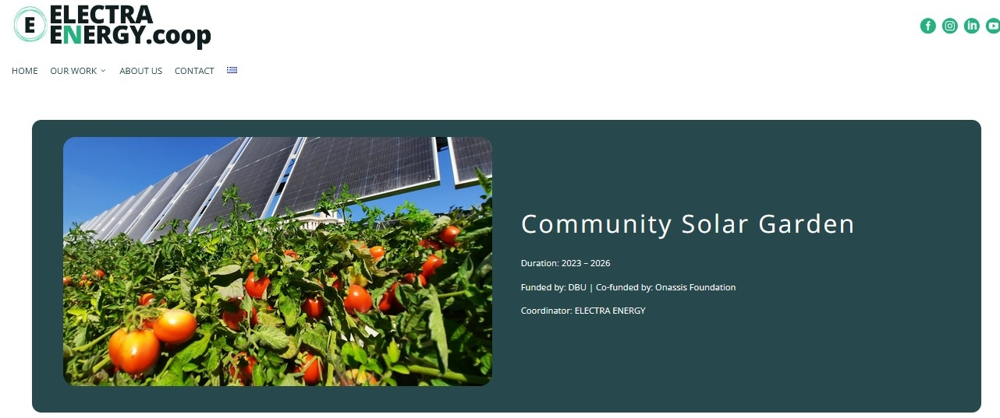 E
ELECTRA
ENERGY.coop
HOME OUR WORK ABOUT US CONTACT
Community Solar Garden
Duration: 2023 – 2026
Funded by: DBU | Co-funded by: Onassis Foundation
Coordinator: ELECTRA ENERGY